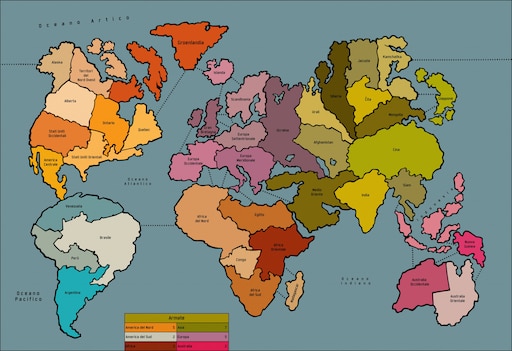 Oceano Artico
Groenlandia
Alaska
Territori
del
Nord Ovest
Islanda
Alberta
Ontario
Quebec
Stati Uniti
Occidentali
Stati Uniti Orientali
America
Centrale
Oceano
Atlantico
Scandinavia
Ucraina
Europa
Settentrionale
Europa
Occidentale
Europa
Meridionale
Urali
Siberia
Jacuzia
Kamchatka
Cita
Mongolia
Giappone
Afghanistan
Cina
Medio
Oriente
India
Siam
Venezuela
Brasile
Perù
Argentina
Oceano
Pacifico
Africa
del Nord
Egitto
Africa
Orientale
Congo
Africa
del Sud
Madagascar
Oceano
Indiano
Nuova
Guinea
Australia
Occidentale
Australia
Orientale
Armate
America del Nord 5 Asia 7
America del Sud 2 Europa 5
Africa 3 Australia 2